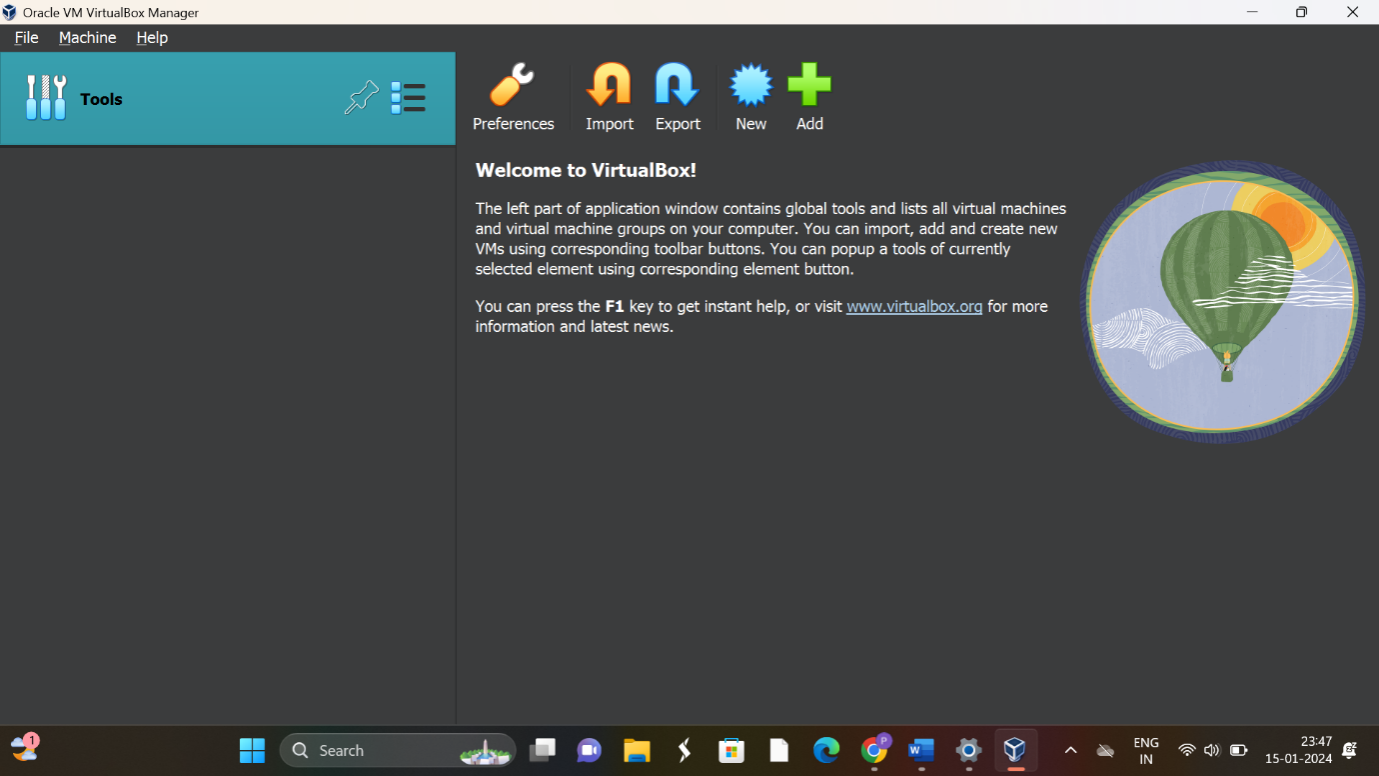 Oracle VM VirtualBox Manager
File Machine Help
Tools
Preferences Import Export New Add
Welcome to VirtualBox!
The left part of application window contains global tools and lists all virtual machines
and virtual machine groups on your computer. You can import, add and create new
VMs using corresponding toolbar buttons. You can popup a tools of currently
selected element using corresponding element button.
You can press the F1 key to get instant help, or visit www.virtualbox.org for more
information and latest news.
1
Search
P
W
ENG
IN
23:47
15-01-2024